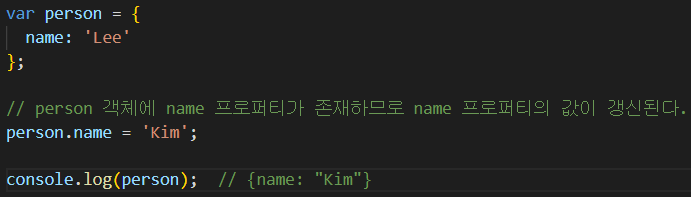 var person = {
  name: 'Lee'
};
// person 객체에 name 프로퍼티가 존재하므로 name 프로퍼티의 값이 갱신된다.
person.name = 'Kim';
console.log(person);  // {name: "Kim"}